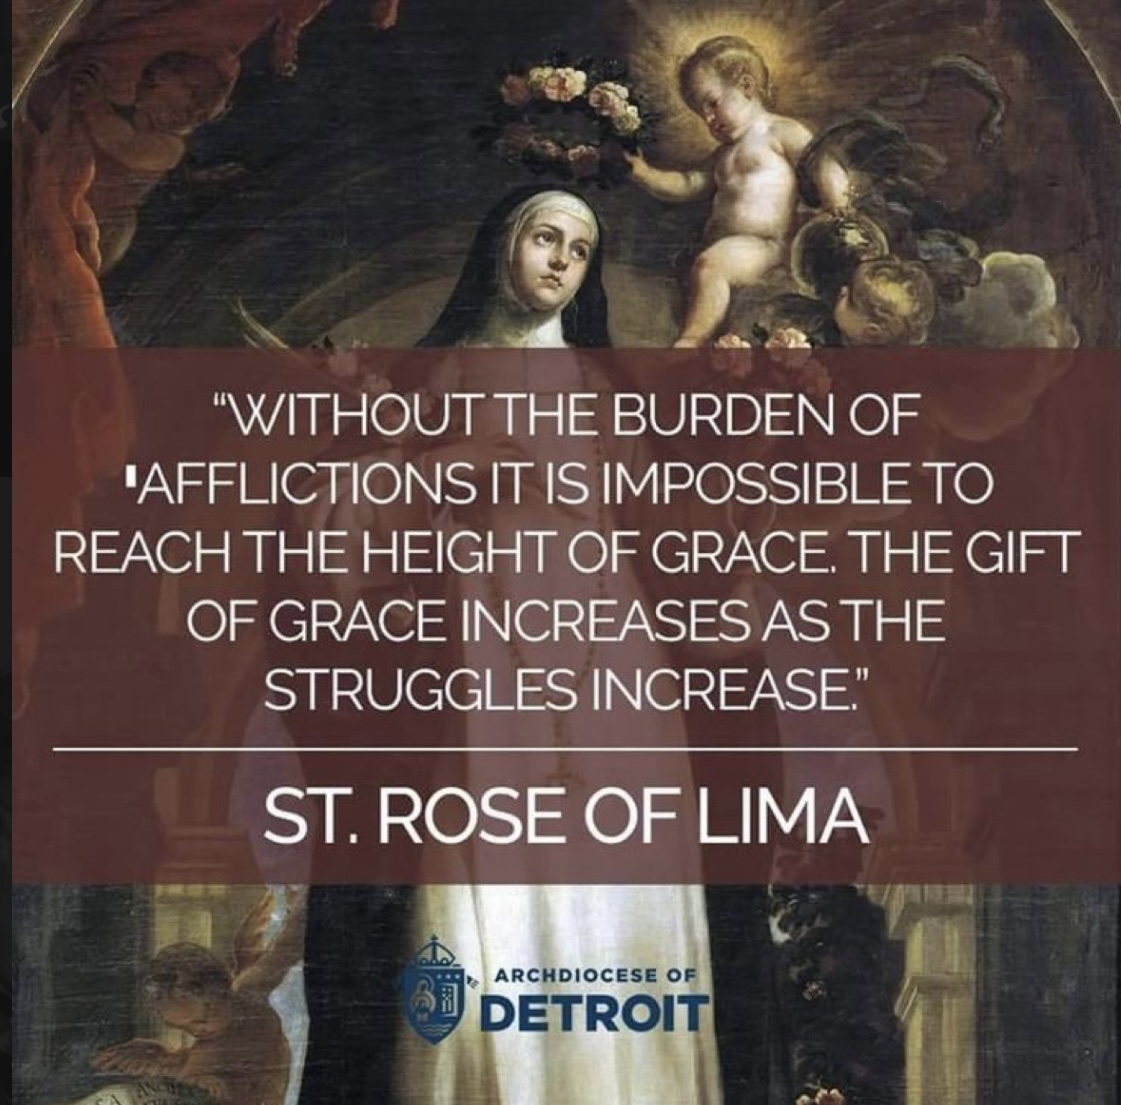 “WITHOUT THE BURDEN OF
'AFFLICTIONS IT IS IMPOSSIBLE TO
REACH THE HEIGHT OF GRACE. THE GIFT
OF GRACE INCREASES AS THE
STRUGGLES INCREASE.”
ST. ROSE OF LIMA
ARCHDIOCESE OF
DETROIT